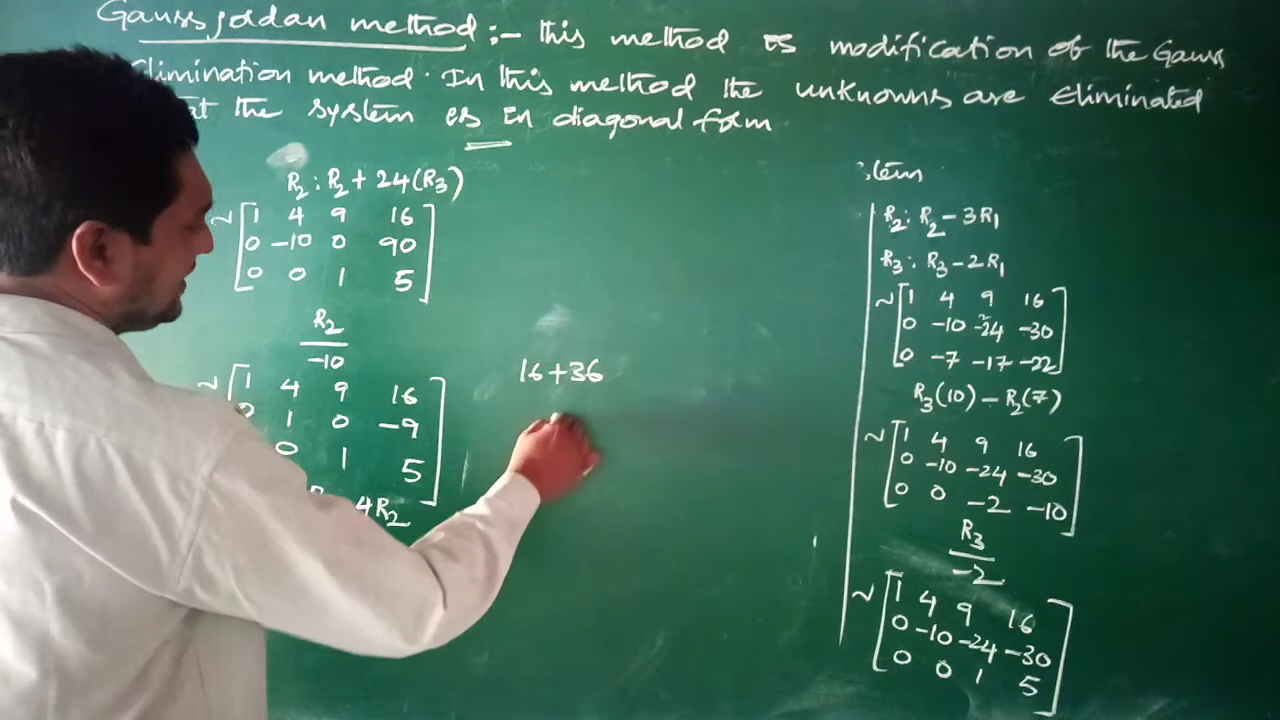 Gauss jordan method :- this method is modification of the Gauss
Elimination method. In this method the unknowns are Eliminated
at the system is in diagonal form
R2 : R2 + 24(R3)
~ [1 4 9 16
0 -10 0 90
0 0 1 5]
R2
-10
~ [1 4 9 16
0 1 0 -9
0 1 5]
4R2
16+36
stem
R2 : R2 - 3R1
R3 : R3 - 2R1
~ [1 4 9 16
0 -10 -24 -30
0 -7 -17 -22]
R3(10) - R2(7)
~ [1 4 9 16
0 -10 -24 -30
0 0 -2 -10]
R3
-2
~ [1 4 9 16
0 -10 -24 -30
0 0 1 5]